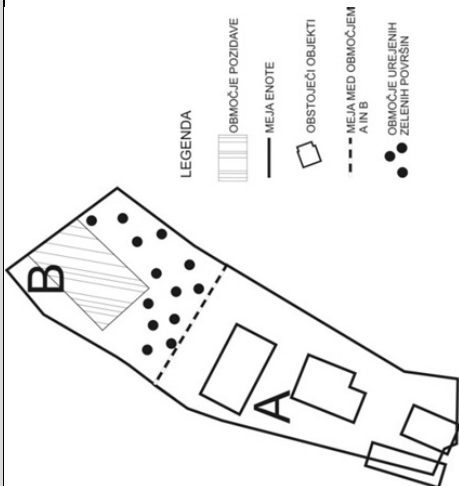 B
A
LEGENDA
OBMOČJE POZIDAVE
MEJA ENOTE
OBSTOJEČI OBJEKTI
MEJA MED OBMOČJEM
A IN B
OBMOČJE UREJENIH
ZELENIH POVRŠIN